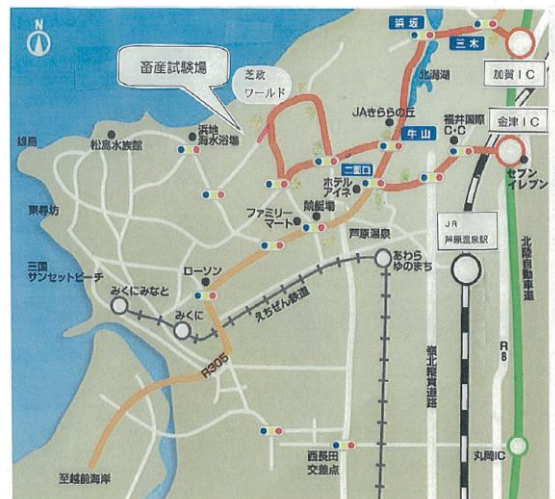 N
浜坂
三木
加賀IC
北潟湖
畜産試験場
芝政
ワールド
JAきららの丘
福井国際
C・C
金津IC
牛山
浜地
海水浴場
松島水族館
雄島
二面口
ホテル
アイネ
セブン
イレブン
東尋坊
ファミリー
マート
競艇場
芦原温泉
JR
芦原温泉駅
三国
サンセットビーチ
ローソン
あわら
ゆのまち
北陸自動車道
みくにみなと
みくに
えちぜん鉄道
嶺北縦貫道路
R8
R305
西長田
交差点
丸岡IC
至越前海岸